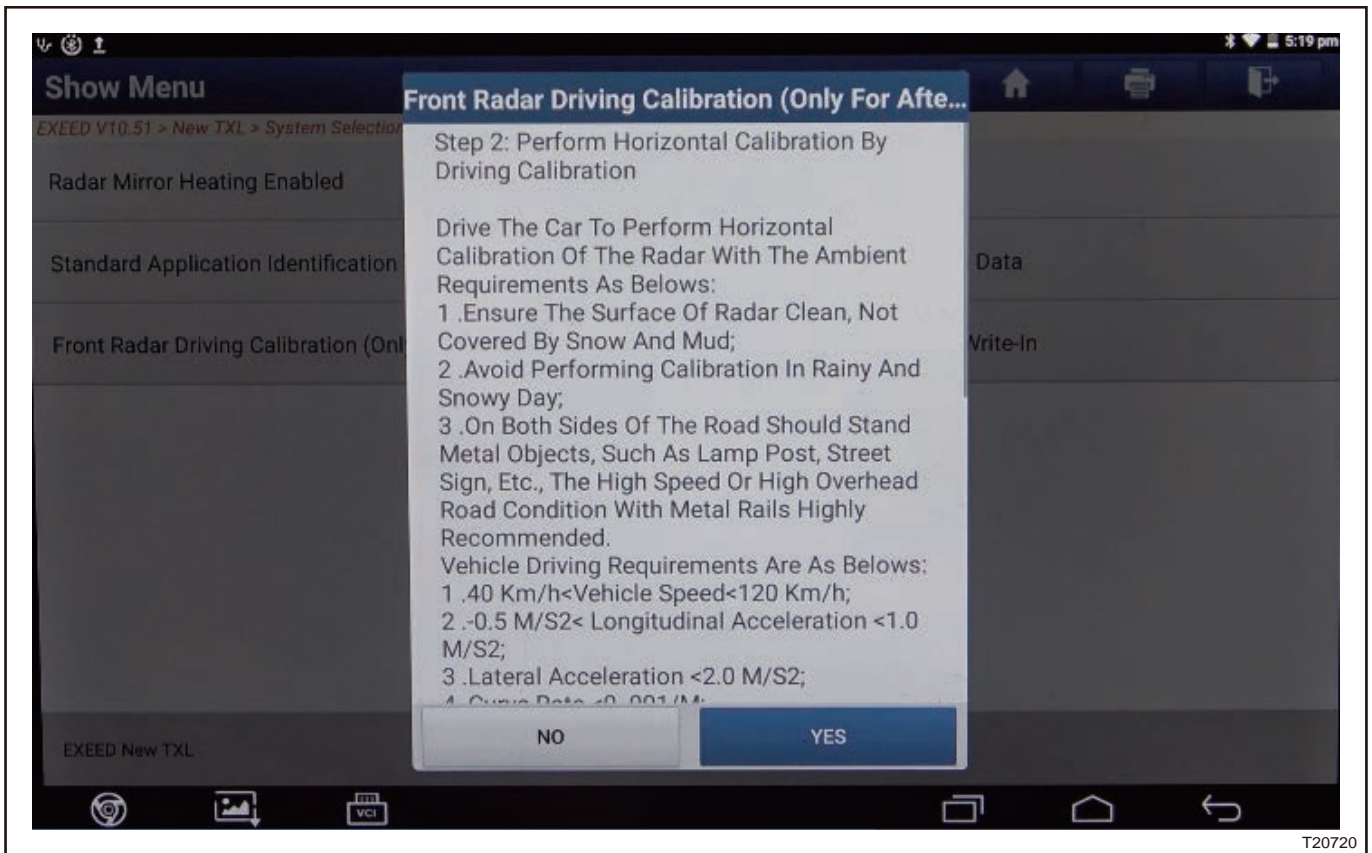 5:19 pm
Show Menu
Front Radar Driving Calibration (Only For Afte...
EXEED V10.51 > New TXL > System Selection
Step 2: Perform Horizontal Calibration By
Driving Calibration
Radar Mirror Heating Enabled
Drive The Car To Perform Horizontal
Calibration Of The Radar With The Ambient
Requirements As Belows:
Standard Application Identification
Data
1 .Ensure The Surface Of Radar Clean, Not
Covered By Snow And Mud;
Front Radar Driving Calibration (Onl
Write-In
2 .Avoid Performing Calibration In Rainy And
Snowy Day;
3 .On Both Sides Of The Road Should Stand
Metal Objects, Such As Lamp Post, Street
Sign, Etc., The High Speed Or High Overhead
Road Condition With Metal Rails Highly
Recommended.
Vehicle Driving Requirements Are As Belows:
1 .40 Km/h<Vehicle Speed<120 Km/h;
2 .-0.5 M/S2< Longitudinal Acceleration <1.0
M/S2;
3 .Lateral Acceleration <2.0 M/S2;
4 .Curve Rate <0.001/M;
NO
YES
EXEED New TXL
VCI
T20720